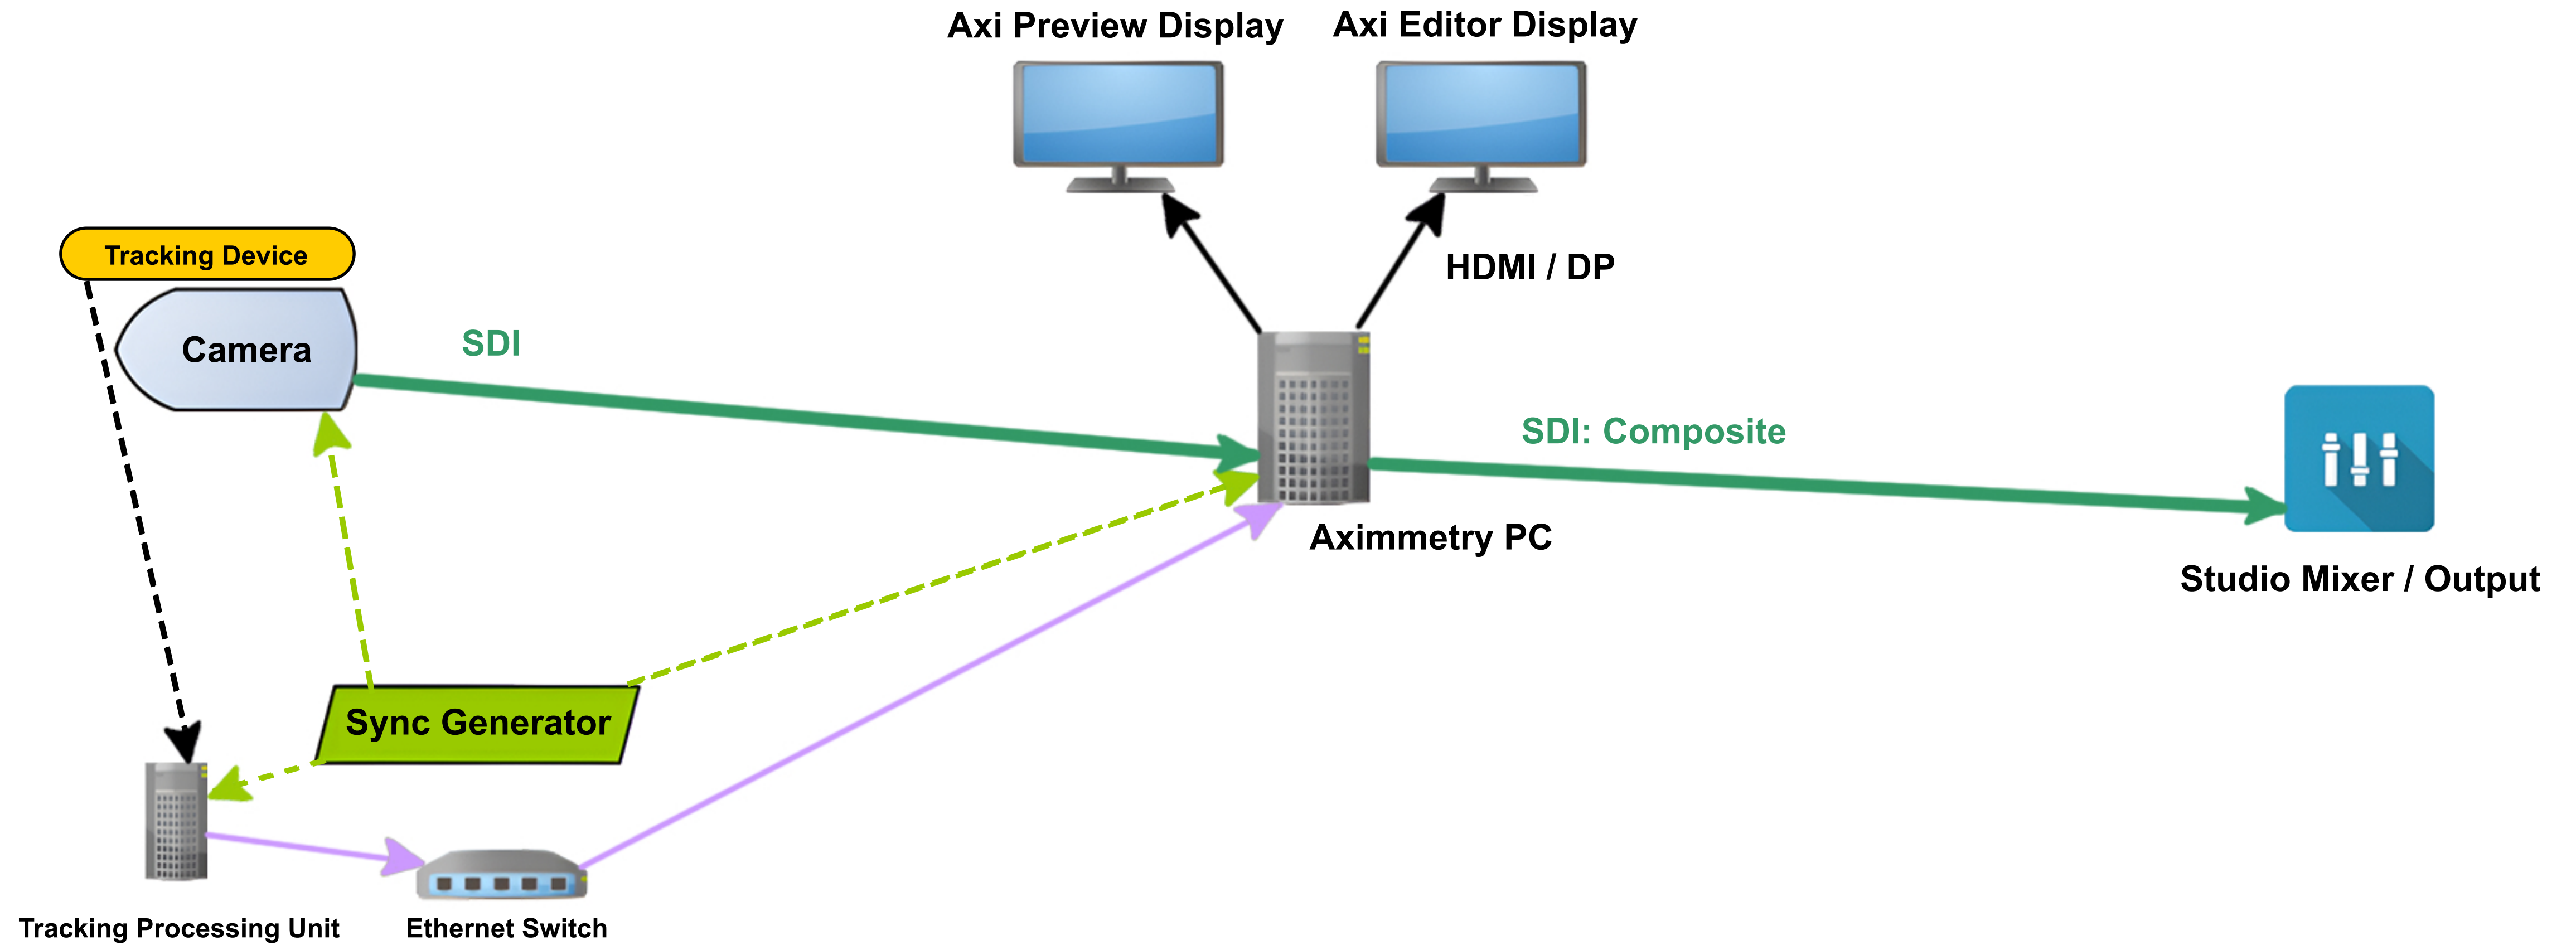 Axi Preview Display
Axi Editor Display
HDMI / DP
Tracking Device
Camera
SDI
SDI: Composite
Aximmetry PC
Studio Mixer / Output
Sync Generator
Tracking Processing Unit
Ethernet Switch